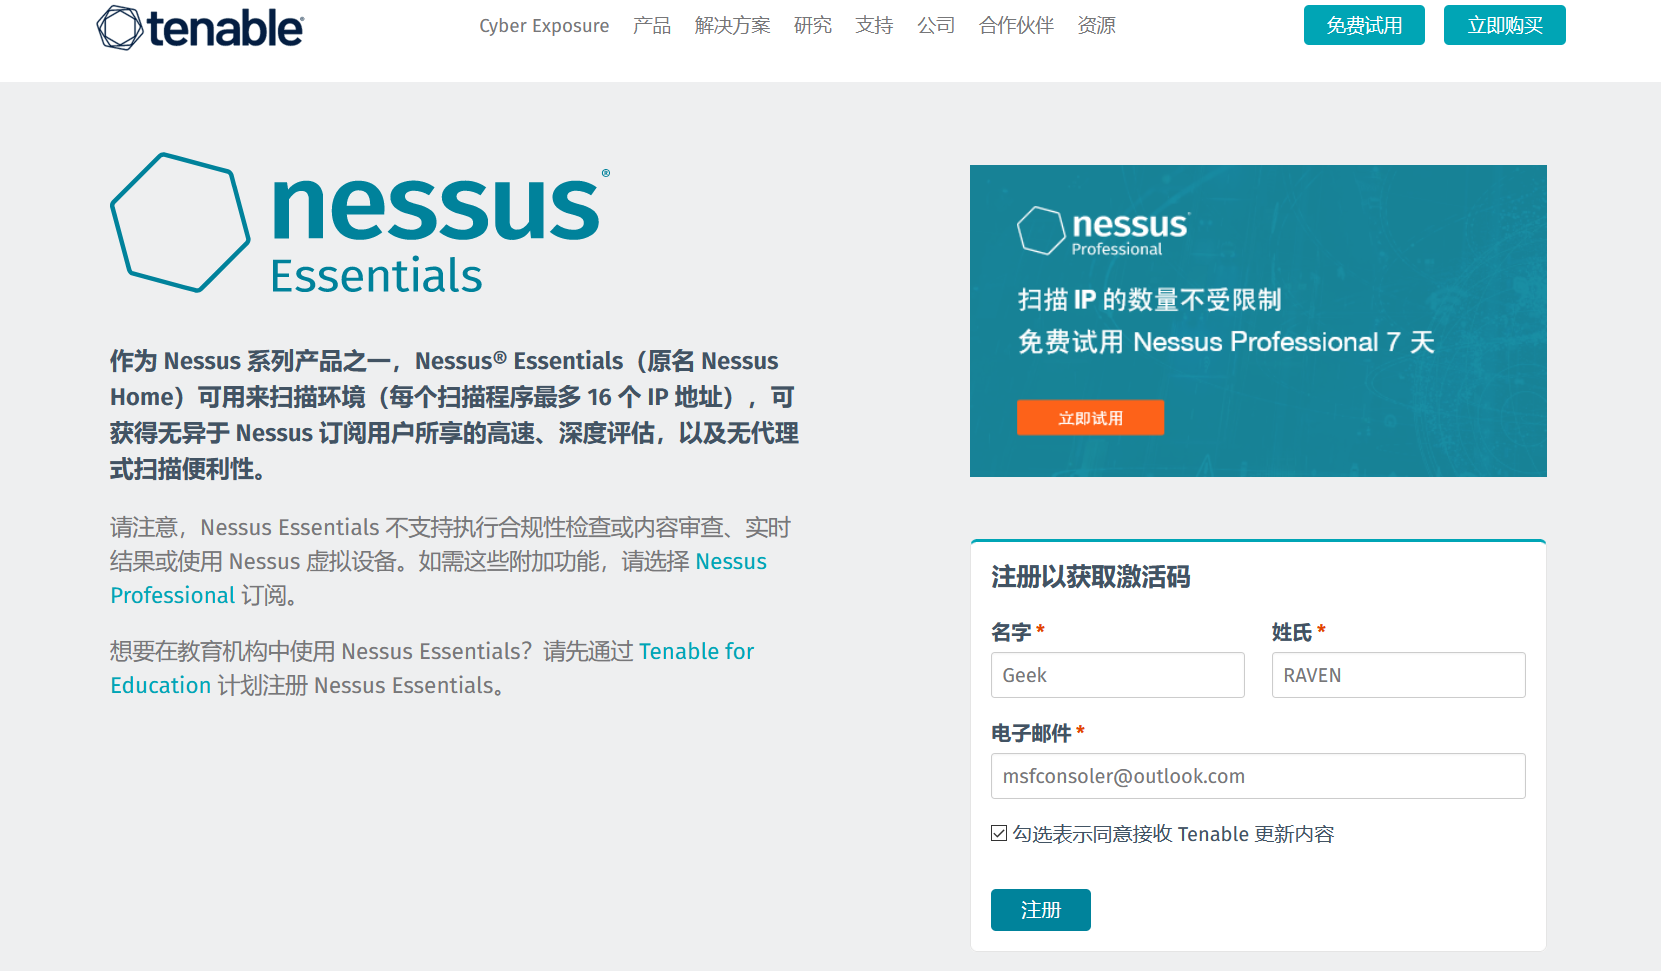 tenable
Cyber Exposure 产品 解决方案 研究 支持 公司 合作伙伴 资源
免费试用 立即购买
nessus®
Essentials
作为 Nessus 系列产品之一，Nessus® Essentials（原名 Nessus
Home）可用来扫描环境（每个扫描程序最多 16 个 IP 地址），可
获得无异于 Nessus 订阅用户所享的高速、深度评估，以及无代理
式扫描便利性。
请注意，Nessus Essentials 不支持执行合规性检查或内容审查、实时
结果或使用 Nessus 虚拟设备。如需这些附加功能，请选择 Nessus
Professional 订阅。
想要在教育机构中使用 Nessus Essentials？请先通过 Tenable for
Education 计划注册 Nessus Essentials。
nessus
Professional
扫描 IP 的数量不受限制
免费试用 Nessus Professional 7 天
立即试用
注册以获取激活码
名字 * 姓氏 *
Geek RAVEN
电子邮件 *
msfconsoler@outlook.com
勾选表示同意接收 Tenable 更新内容
注册